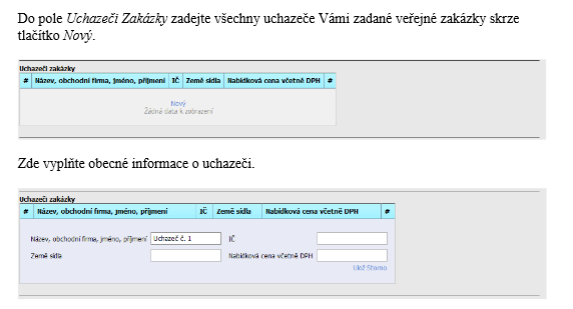 Do pole Uchazeči Zakázky zadejte všechny uchazeče Vámi zadané veřejné zakázky skrze
tlačítko Nový.
Uchazeči zakázky
# Název, obchodní firma, jméno, příjmení IČ Země sídla Nabídková cena včetně DPH #
Nový
Žádná data k zobrazení
Zde vyplňte obecné informace o uchazeči.
Uchazeči zakázky
# Název, obchodní firma, jméno, příjmení IČ Země sídla Nabídková cena včetně DPH #
Název, obchodní firma, jméno, příjmení Uchazeč č. 1 IČ
Země sídla Nabídková cena včetně DPH
Ulož Storno